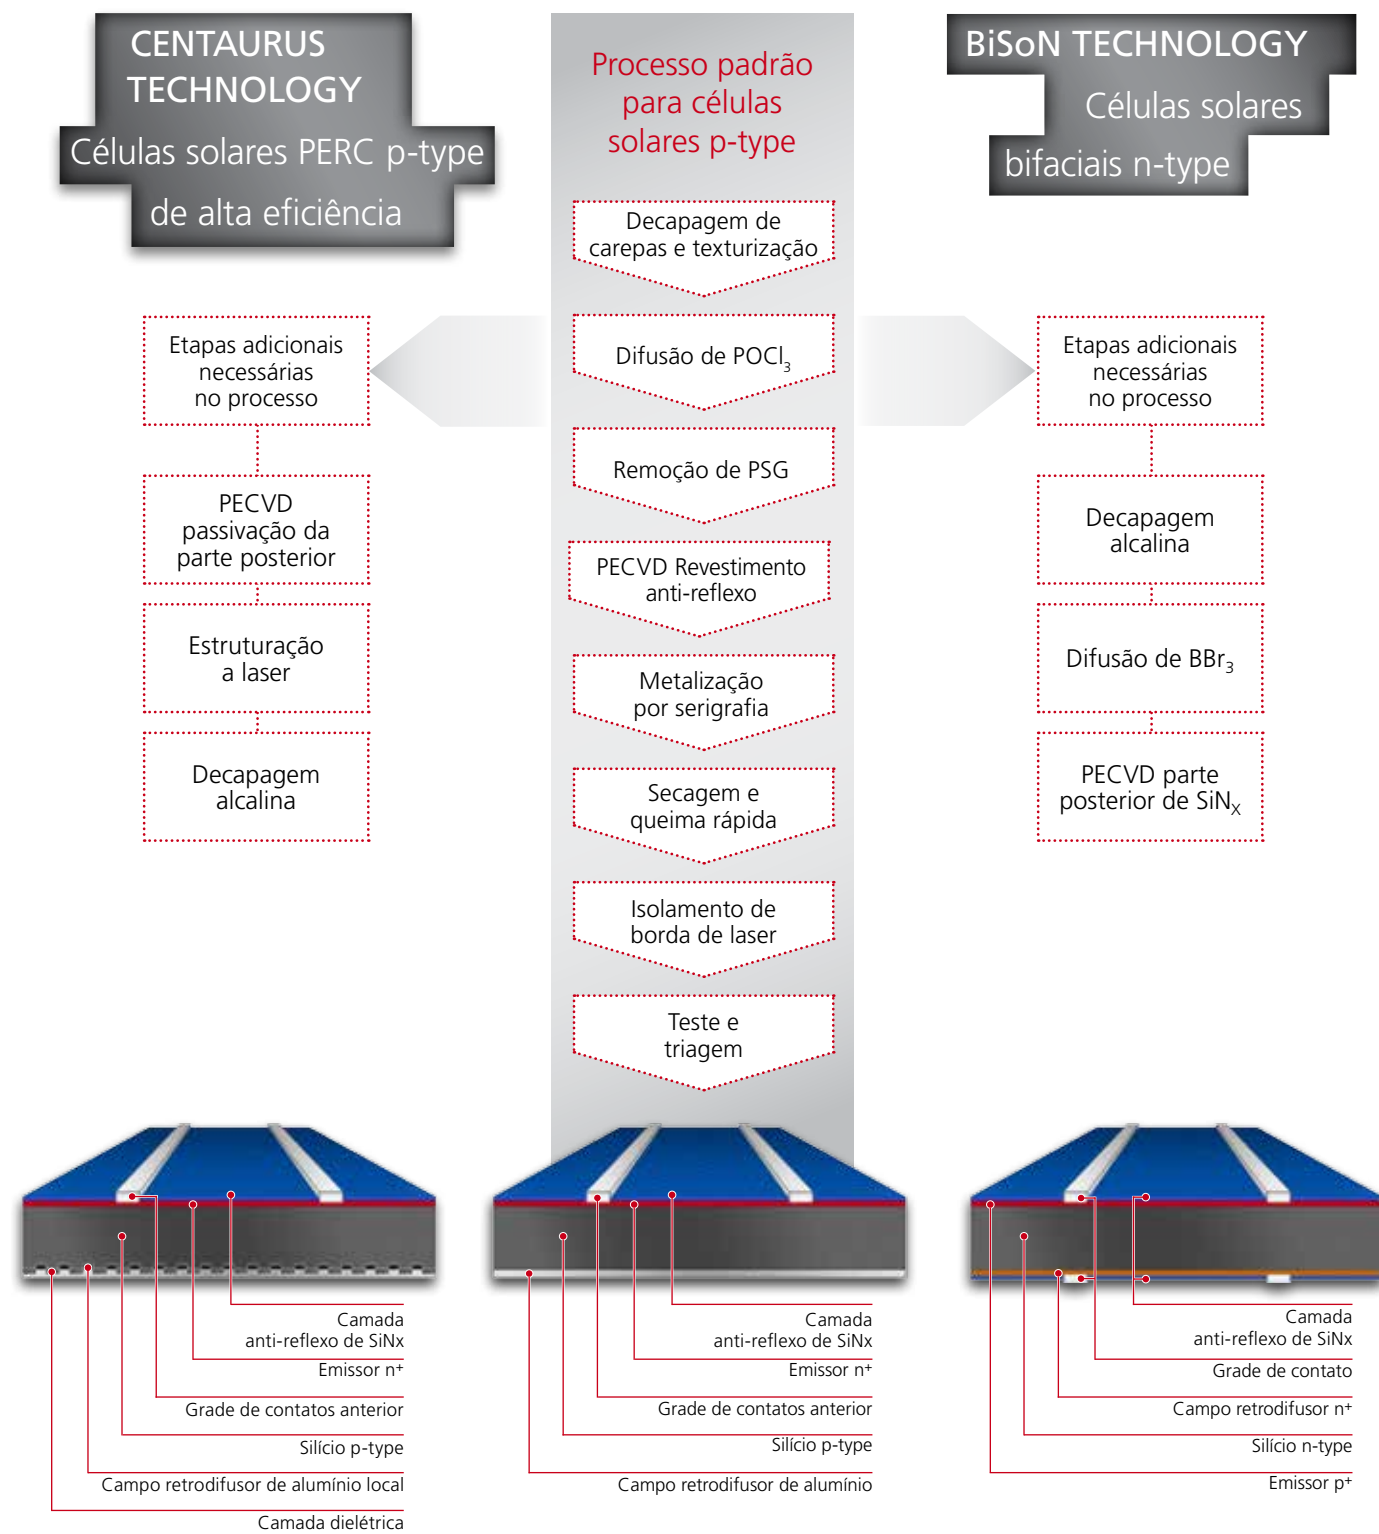 CENTAURUS
TECHNOLOGY
Células solares PERC p-type
de alta eficiência
Processo padrão
para células
solares p-type
BiSoN TECHNOLOGY
Células solares
bifaciais n-type
Etapas adicionais
necessárias
no processo
PECVD
passivação da
parte posterior
Estruturação
a laser
Decapagem
alcalina
Decapagem de
carepas e texturização
Difusão de POCl₃
Remoção de PSG
PECVD Revestimento
anti-reflexo
Metalização
por serigrafia
Secagem e
queima rápida
Isolamento de
borda de laser
Teste e
triagem
Etapas adicionais
necessárias
no processo
Decapagem
alcalina
Difusão de BBr₃
PECVD parte
posterior de SiNₓ
Camada
anti-reflexo de SiNx
Emissor n⁺
Grade de contatos anterior
Silício p-type
Campo retrodifusor de alumínio local
Camada dielétrica
Camada
anti-reflexo de SiNx
Emissor n⁺
Grade de contatos anterior
Silício p-type
Campo retrodifusor de alumínio
Camada
anti-reflexo de SiNx
Grade de contato
Campo retrodifusor n⁺
Silício n-type
Emissor p⁺